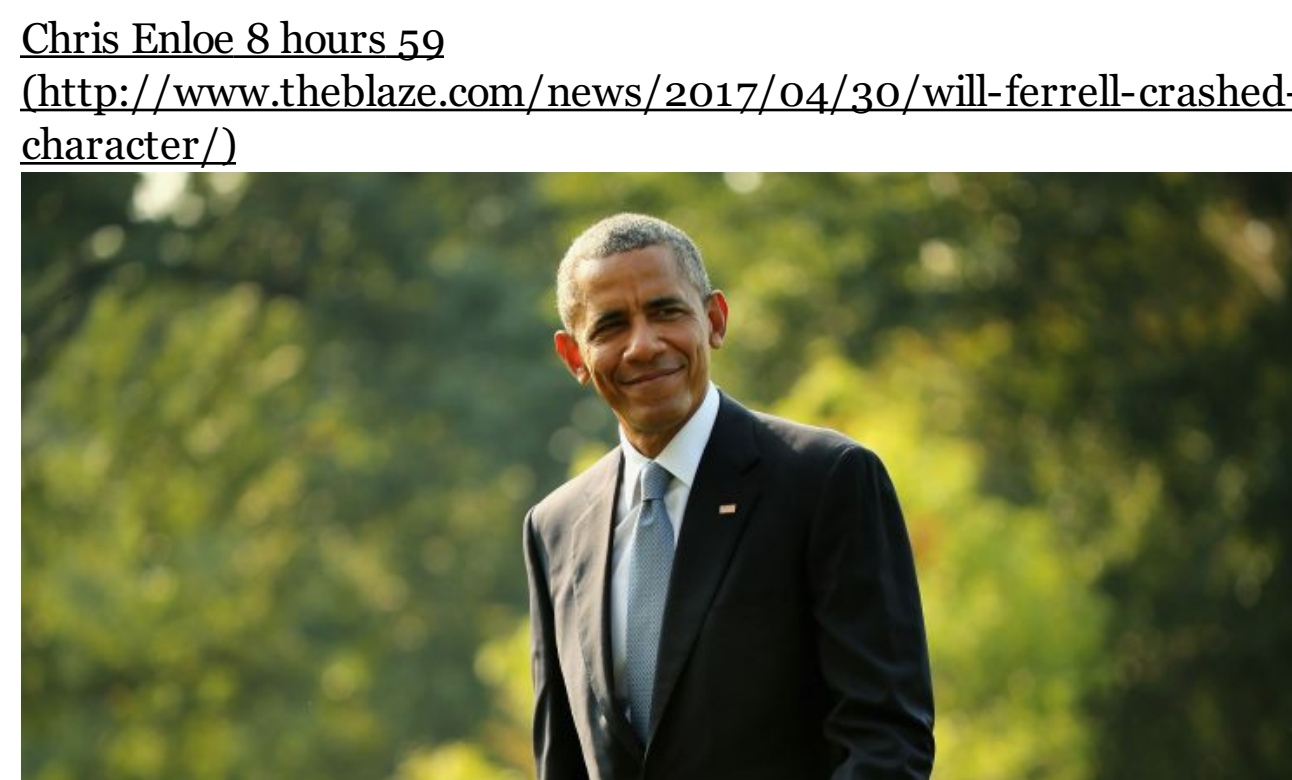 Chris Enloe 8 hours 59
(http://www.theblaze.com/news/2017/04/30/will-ferrell-crashed-
character/)